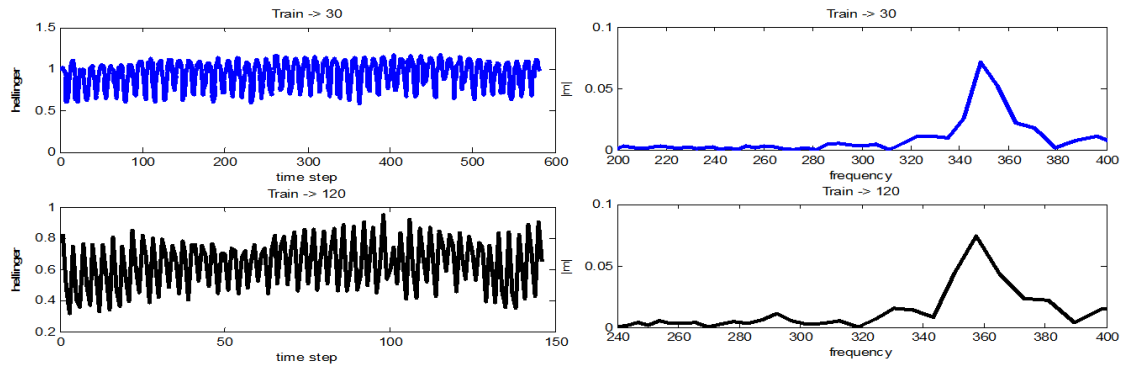 Train -> 30
1.5
1
0.5
0
hellinger
0 100 200 300 400 500 600
time step
Train -> 30
0.1
0.05
0
|m|
200 220 240 260 280 300 320 340 360 380 400
frequency
Train -> 120
1
0.8
0.6
0.4
0.2
hellinger
0 50 100 150
time step
Train -> 120
0.1
0.05
0
|m|
240 260 280 300 320 340 360 380 400
frequency